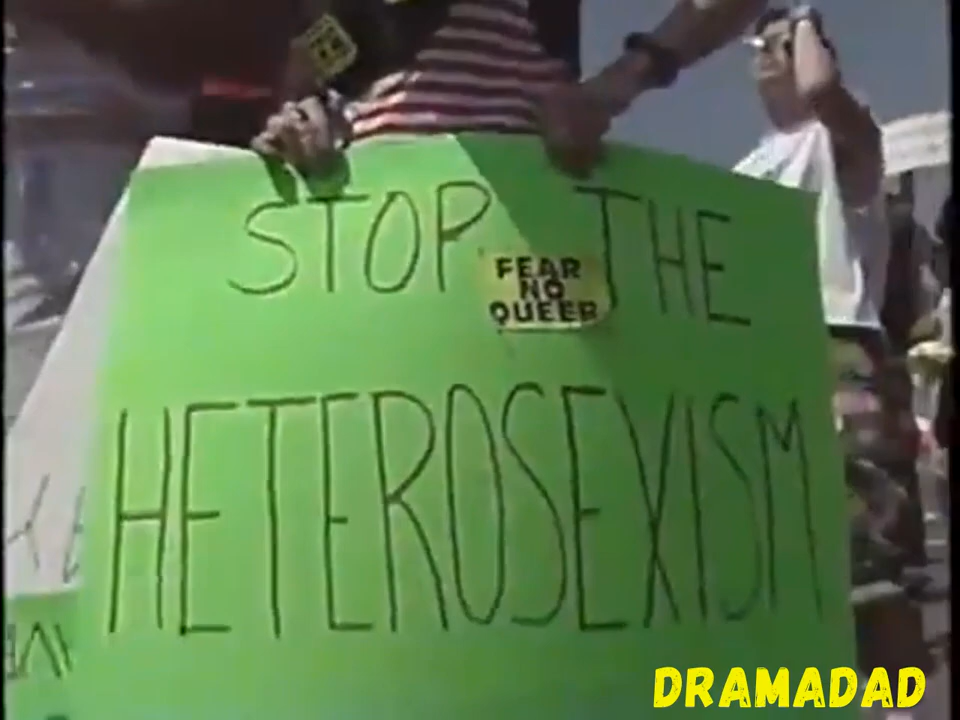 STOP THE
FEAR
NO
QUEER
HETEROSEXISM
DRAMADAD